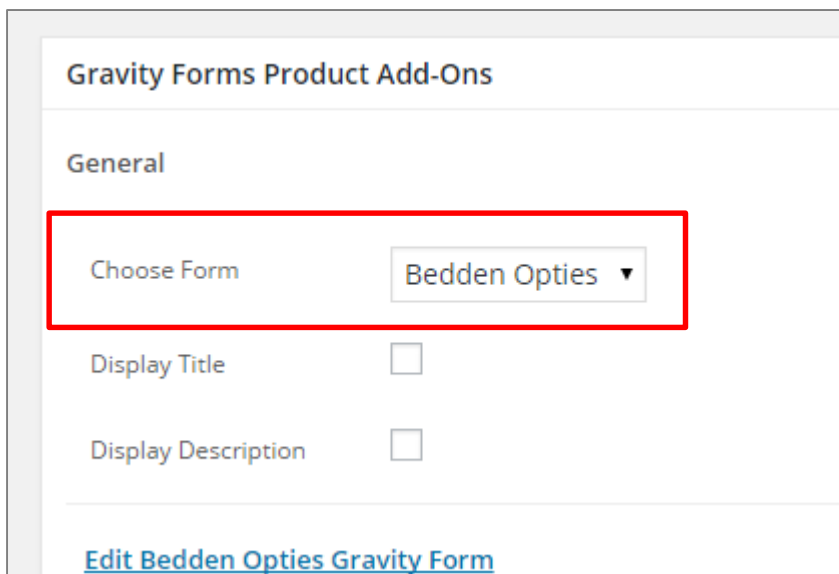 Gravity Forms Product Add-Ons
General
Choose Form Bedden Opties
Display Title
Display Description
Edit Bedden Opties Gravity Form